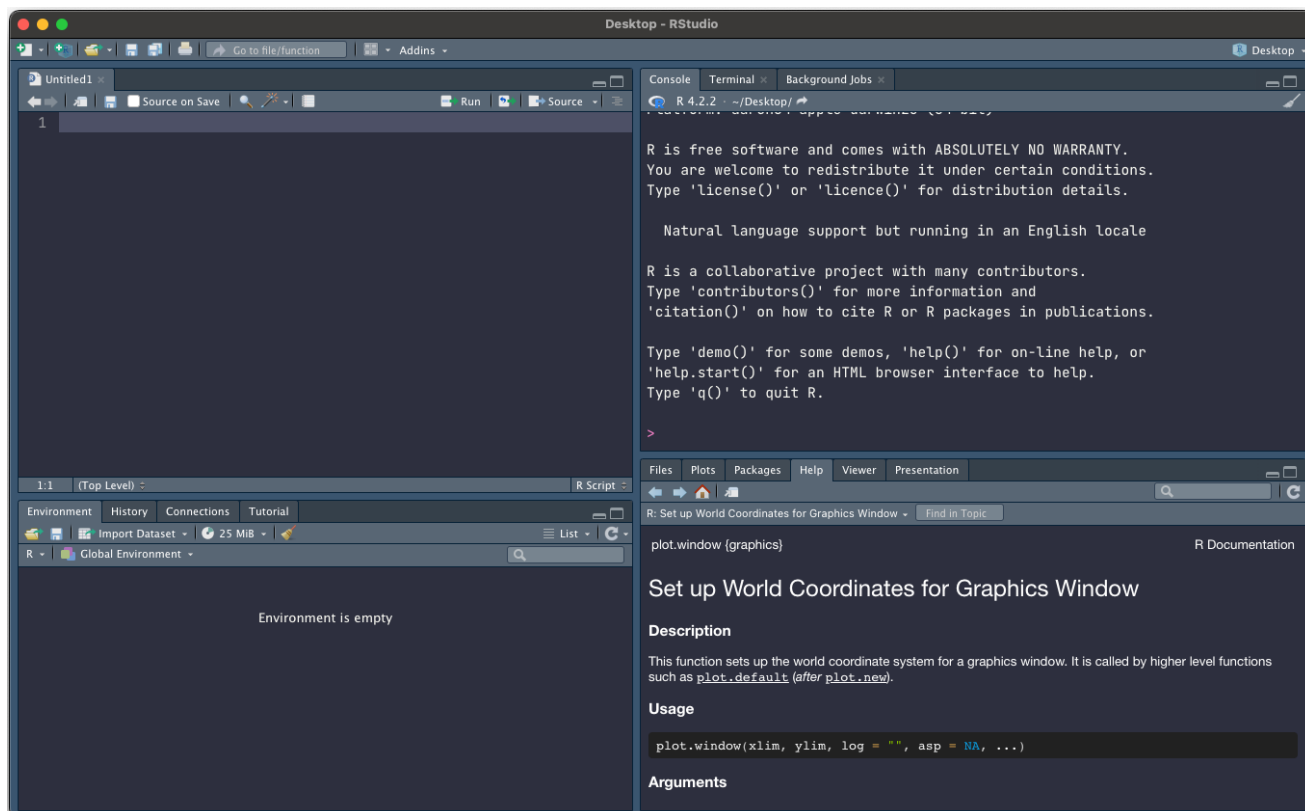 Desktop - RStudio
Go to file/function
Addins
Desktop
Untitled1
Source on Save
Run
Source
1
1:1 (Top Level)
R Script
Console Terminal Background Jobs
R 4.2.2 · ~/Desktop/
R is free software and comes with ABSOLUTELY NO WARRANTY.
You are welcome to redistribute it under certain conditions.
Type 'license()' or 'licence()' for distribution details.
Natural language support but running in an English locale
R is a collaborative project with many contributors.
Type 'contributors()' for more information and
'citation()' on how to cite R or R packages in publications.
Type 'demo()' for some demos, 'help()' for on-line help, or
'help.start()' for an HTML browser interface to help.
Type 'q()' to quit R.
>
Environment History Connections Tutorial
Import Dataset
25 MiB
List
R
Global Environment
Environment is empty
Files Plots Packages Help Viewer Presentation
R: Set up World Coordinates for Graphics Window
Find in Topic
plot.window {graphics}
R Documentation
Set up World Coordinates for Graphics Window
Description
This function sets up the world coordinate system for a graphics window. It is called by higher level functions
such as plot.default (after plot.new).
Usage
plot.window(xlim, ylim, log = "", asp = NA, ...)
Arguments